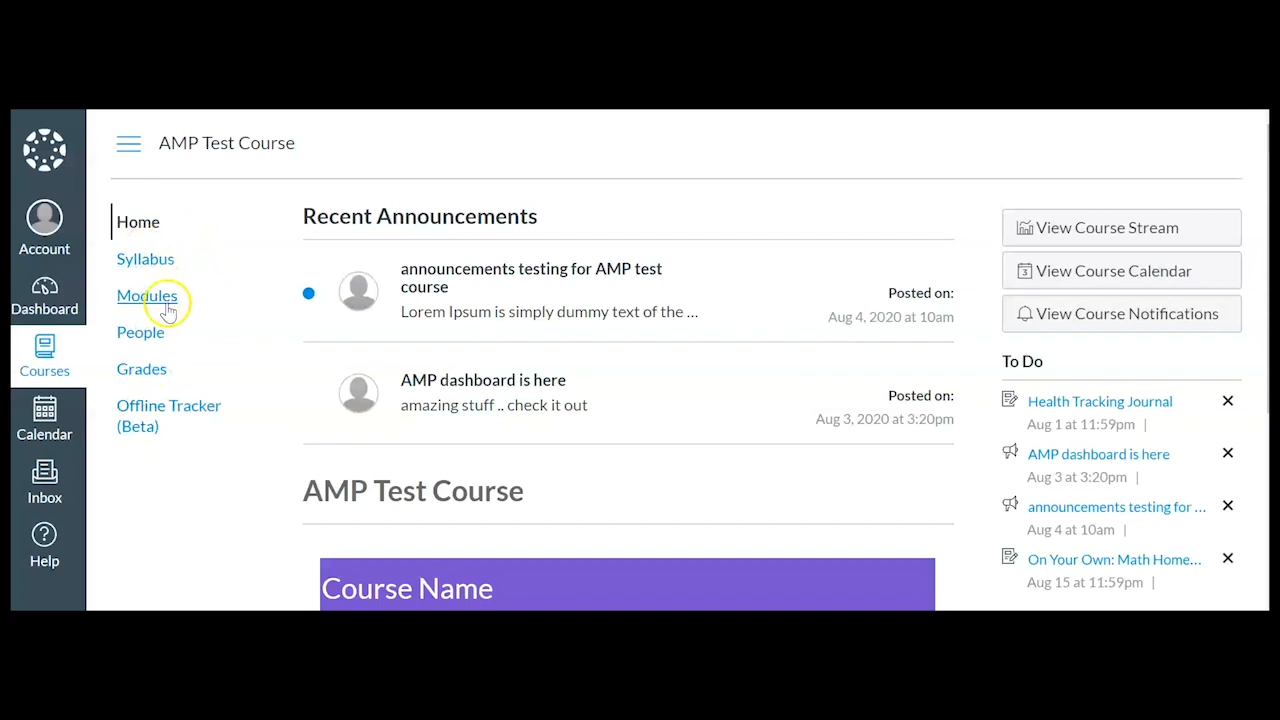 AMP Test Course
Account
Dashboard
Courses
Calendar
Inbox
Help
Home
Syllabus
Modules
People
Grades
Offline Tracker
(Beta)
Recent Announcements
announcements testing for AMP test
course
Lorem Ipsum is simply dummy text of the ...
Posted on:
Aug 4, 2020 at 10am
AMP dashboard is here
amazing stuff .. check it out
Posted on:
Aug 3, 2020 at 3:20pm
AMP Test Course
Course Name
View Course Stream
3
View Course Calendar
View Course Notifications
To Do
Health Tracking Journal
Aug 1 at 11:59pm |
AMP dashboard is here
Aug 3 at 3:20pm |
announcements testing for ...
Aug 4 at 10am |
On Your Own: Math Home...
Aug 15 at 11:59pm |